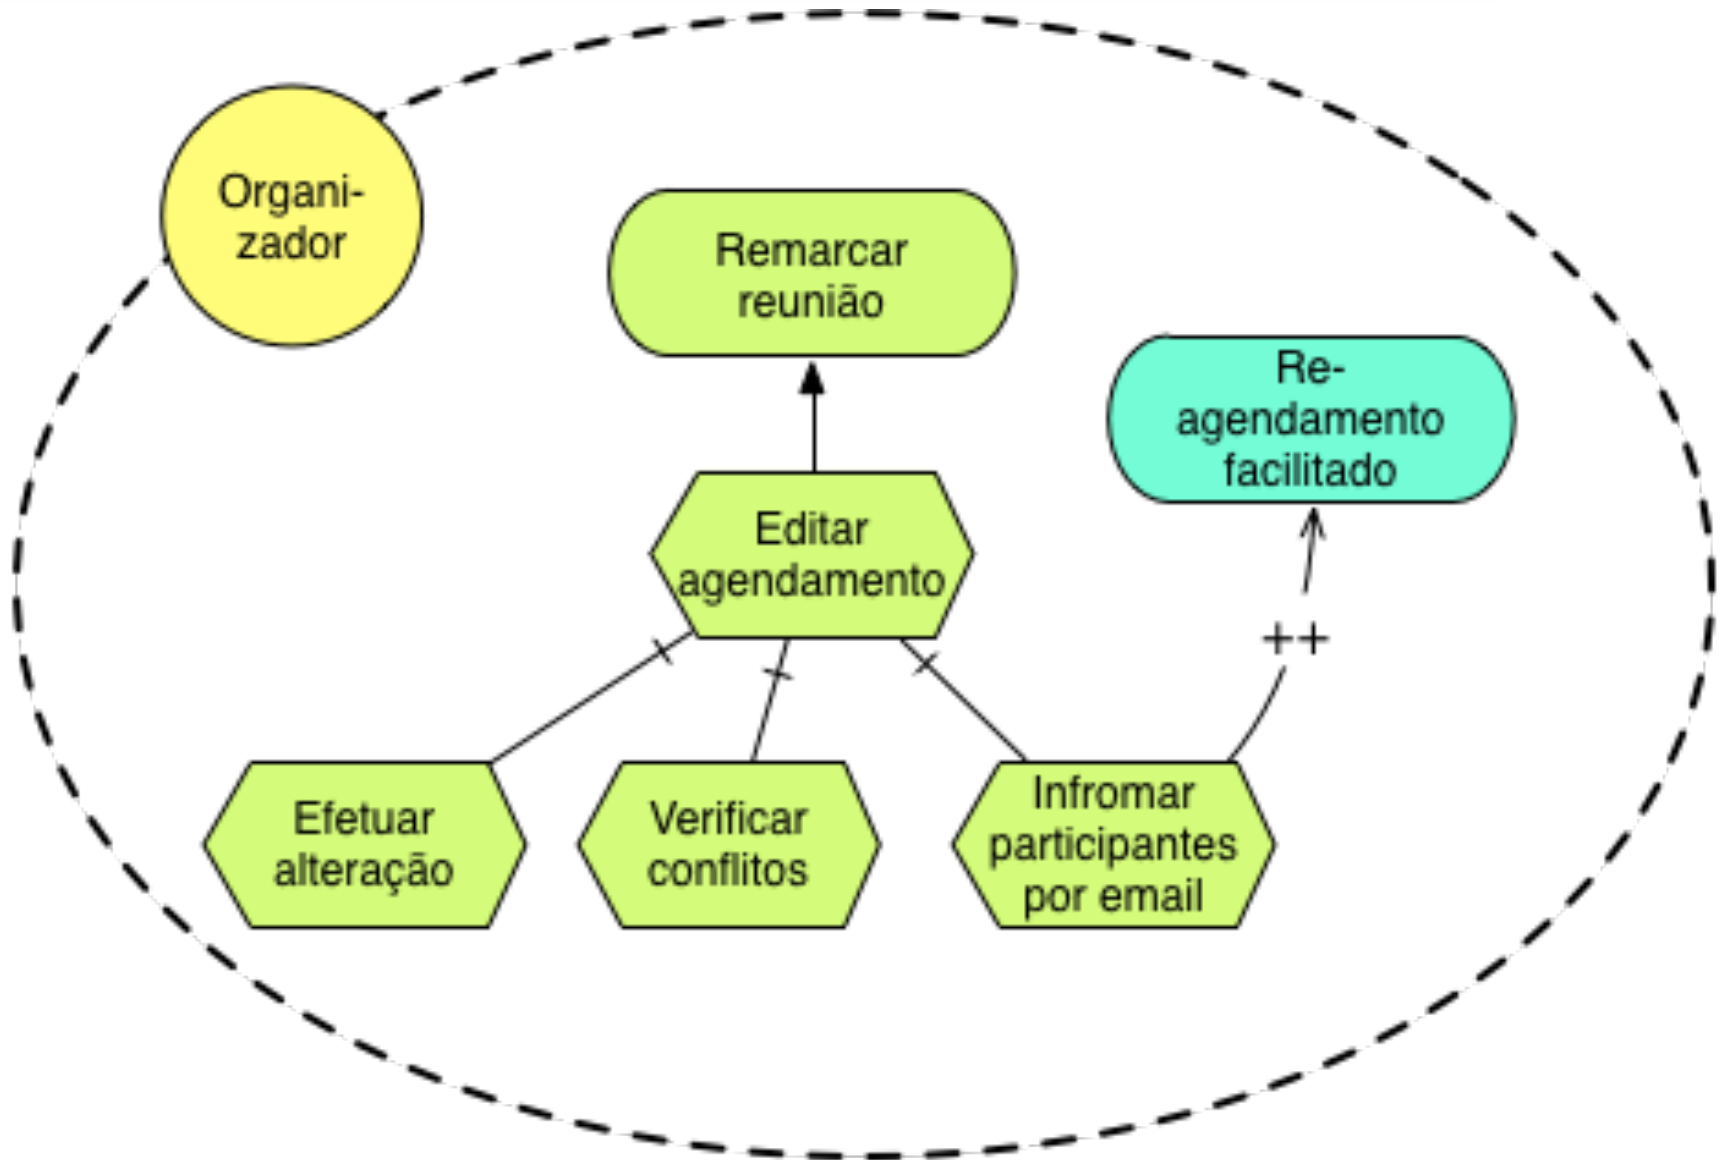 Organi-
zador
Remarcar
reunião
Re-
agendamento
facilitado
Editar
agendamento
++
Efetuar
alteração
Verificar
conflitos
Infromar
participantes
por email